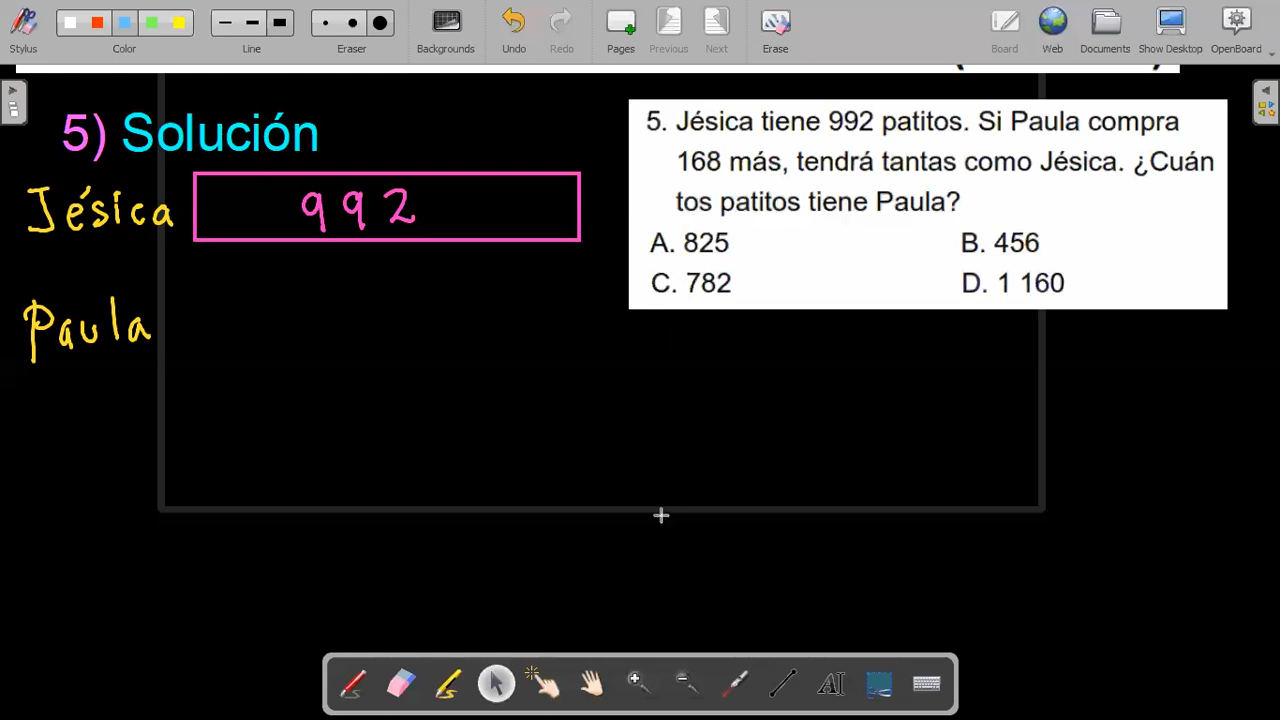 Stylus Color Line Eraser Backgrounds Undo Redo Pages Previous Next Erase Board Web Documents Show Desktop OpenBoard
5) Solución
Jésica 992
Paula
5. Jésica tiene 992 patitos. Si Paula compra
168 más, tendrá tantas como Jésica. ¿Cuán
tos patitos tiene Paula?
A. 825 B. 456
C. 782 D. 1 160
AI